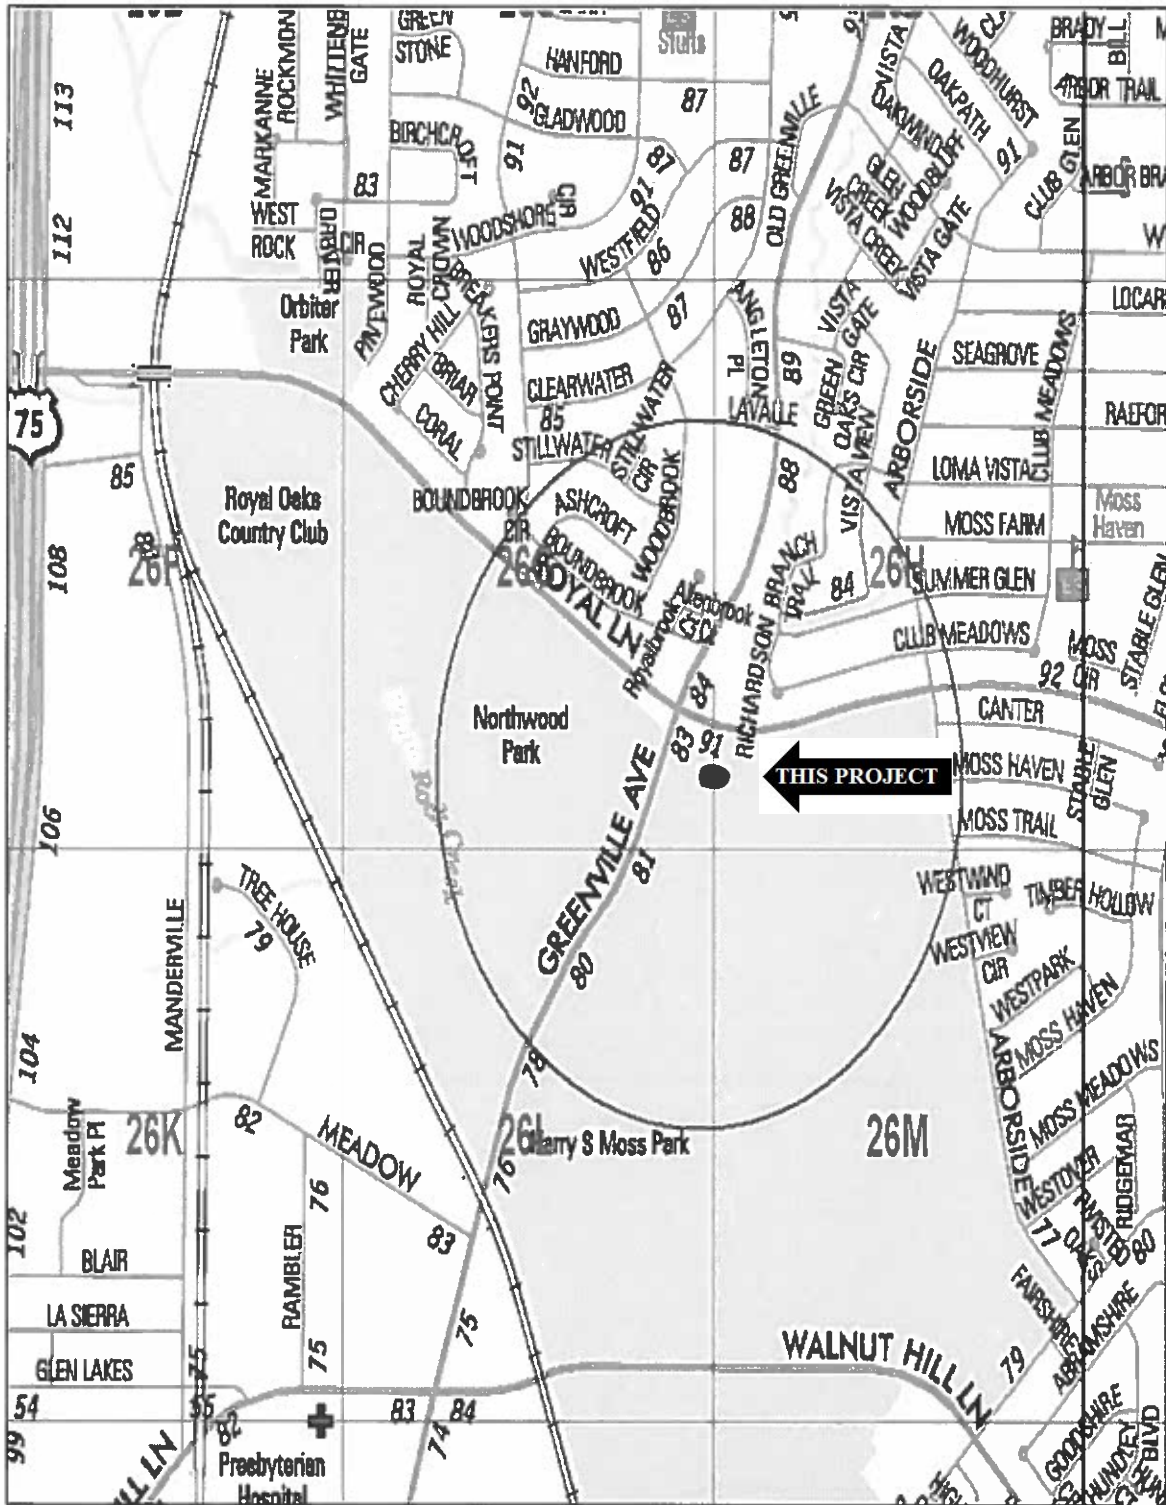 GREEN
STONE
HANFORD
MARKANNE
ROCKMON
WHITTENB
GATE
92
GLADWOOD
87
91
BIRCHCROFT
83
WEST
ROCK
ORBITER
CIR
PINEWOOD
ROYAL
CROWN
WOODSHORE
CIR
91
87
87
88
WESTFIELD
86
OLD GREENVILLE
91
VISTA
WOODHURST
OAKPATH
OAKWIND
GLEN
CREEK
WOODBLUFF
VISTA CREEK
VISTA GATE
91
CLUB GLEN
BRADY
BILL
ARBOR TRAIL
ARBOR BRA
113
112
Orbiter
Park
CHERRY HILL
BREAKERS POINT
BRIAR
CORAL
GRAYWOOD
87
CLEARWATER
85
STILLWATER
STILLWATER
CIR
ANGLETON
PL
LAVALLE
89
VISTA
GATE
GREEN
OAKS CIR
VISTA VIEW
ARBORSIDE
LOCAR
SEAGROVE
CLUB MEADOWS
RAEFOR
LOMA VISTA
MOSS FARM
Moss
Haven
75
85
Royal Oaks
Country Club
BOUNDBROOK
CIR
ASHCROFT
BOUNDBROOK
WOODBROOK
88
108
26F
ROYAL LN
Allenbrook
Royalbrook
RICHARDSON BRANCH
TRAIL
84
26H
SUMMER GLEN
CLUB MEADOWS
MOSS
CIR
STABLE GLEN
92
84
83
91
CANTER
Northwood
Park
THIS PROJECT
MOSS HAVEN
STABLE
GLEN
MOSS TRAIL
106
GREENVILLE AVE
81
80
78
TREE HOUSE
79
MANDERVILLE
WESTWIND
CT
TIMBER HOLLOW
WESTVIEW
CIR
WESTPARK
MOSS HAVEN
104
ARBORSIDE
MOSS MEADOWS
Meadow
Park Pl
26K
82
MEADOW
Harry S Moss Park
76
26M
WESTOVER
RIDGEMAR
77
TWISTED
OAKS
80
102
76
83
BLAIR
RAMBLER
LA SIERRA
GLEN LAKES
75
75
WALNUT HILL LN
FAIRSHIRE
ABRAMSHIRE
79
54
82
83
84
74
99
Presbyterian
Hospital
GOODSHIRE
BLVD